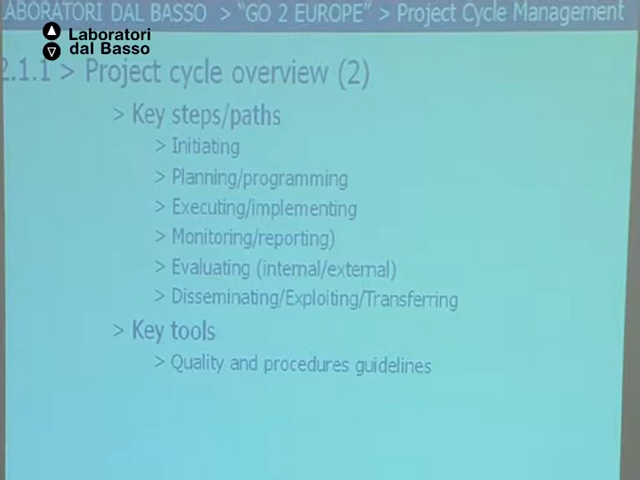 ABORATORI DAL BASSO > "GO 2 EUROPE" > Project Cycle Management
Laboratori
dal Basso
2.1.1 > Project cycle overview (2)
> Key steps/paths
> Initiating
> Planning/programming
> Executing/implementing
> Monitoring/reporting)
> Evaluating (internal/external)
> Disseminating/Exploiting/Transferring
> Key tools
> Quality and procedures guidelines